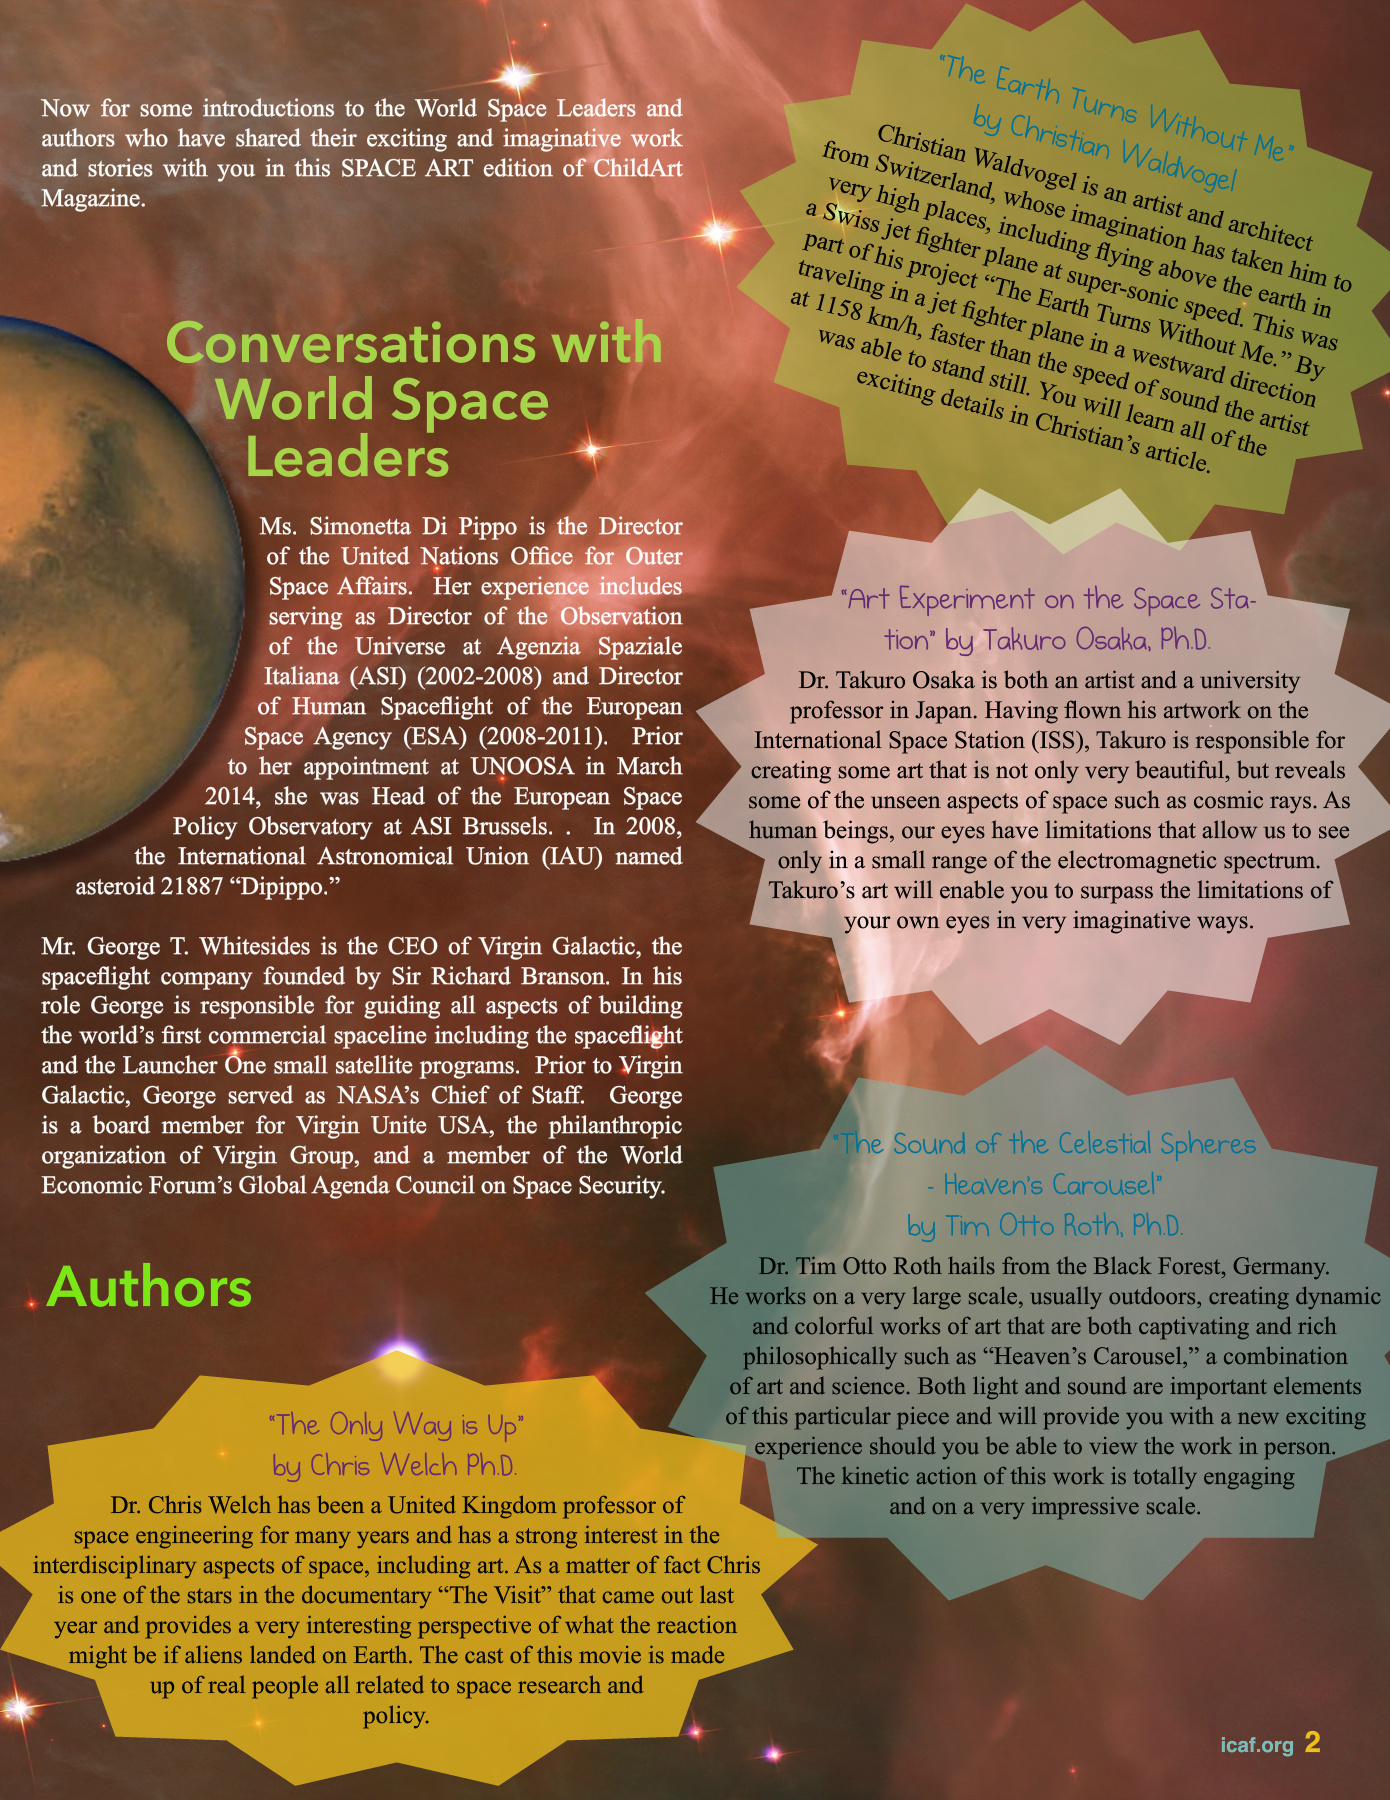 Now for some introductions to the World Space Leaders and
authors who have shared their exciting and imaginative work
and stories with you in this SPACE ART edition of ChildArt
Magazine.
Conversations with
World Space
Leaders
Ms. Simonetta Di Pippo is the Director
of the United Nations Office for Outer
Space Affairs. Her experience includes
serving as Director of the Observation
of the Universe at Agenzia Spaziale
Italiana (ASI) (2002-2008) and Director
of Human Spaceflight of the European
Space Agency (ESA) (2008-2011). Prior
to her appointment at UNOOSA in March
2014, she was Head of the European Space
Policy Observatory at ASI Brussels. . In 2008,
the International Astronomical Union (IAU) named
asteroid 21887 “Dipippo.”
Mr. George T. Whitesides is the CEO of Virgin Galactic, the
spaceflight company founded by Sir Richard Branson. In his
role George is responsible for guiding all aspects of building
the world’s first commercial spaceline including the spaceflight
and the Launcher One small satellite programs. Prior to Virgin
Galactic, George served as NASA’s Chief of Staff. George
is a board member for Virgin Unite USA, the philanthropic
organization of Virgin Group, and a member of the World
Economic Forum’s Global Agenda Council on Space Security.
Authors
“The Only Way is Up”
by Chris Welch Ph.D.
Dr. Chris Welch has been a United Kingdom professor of
space engineering for many years and has a strong interest in the
interdisciplinary aspects of space, including art. As a matter of fact Chris
is one of the stars in the documentary “The Visit” that came out last
year and provides a very interesting perspective of what the reaction
might be if aliens landed on Earth. The cast of this movie is made
up of real people all related to space research and
policy.
“The Earth Turns Without Me”
by Christian Waldvogel
Christian Waldvogel is an artist and architect
from Switzerland, whose imagination has taken him to
very high places, including flying above the earth in
a Swiss jet fighter plane at super-sonic speed. This was
part of his project “The Earth Turns Without Me.” By
traveling in a jet fighter plane in a westward direction
at 1158 km/h, faster than the speed of sound the artist
was able to stand still. You will learn all of the
exciting details in Christian’s article.
“Art Experiment on the Space Sta-
tion” by Takuro Osaka, Ph.D.
Dr. Takuro Osaka is both an artist and a university
professor in Japan. Having flown his artwork on the
International Space Station (ISS), Takuro is responsible for
creating some art that is not only very beautiful, but reveals
some of the unseen aspects of space such as cosmic rays. As
human beings, our eyes have limitations that allow us to see
only in a small range of the electromagnetic spectrum.
Takuro’s art will enable you to surpass the limitations of
your own eyes in very imaginative ways.
“The Sound of the Celestial Spheres
- Heaven’s Carousel”
by Tim Otto Roth, Ph.D.
Dr. Tim Otto Roth hails from the Black Forest, Germany.
He works on a very large scale, usually outdoors, creating dynamic
and colorful works of art that are both captivating and rich
philosophically such as “Heaven’s Carousel,” a combination
of art and science. Both light and sound are important elements
of this particular piece and will provide you with a new exciting
experience should you be able to view the work in person.
The kinetic action of this work is totally engaging
and on a very impressive scale.
icaf.org 2